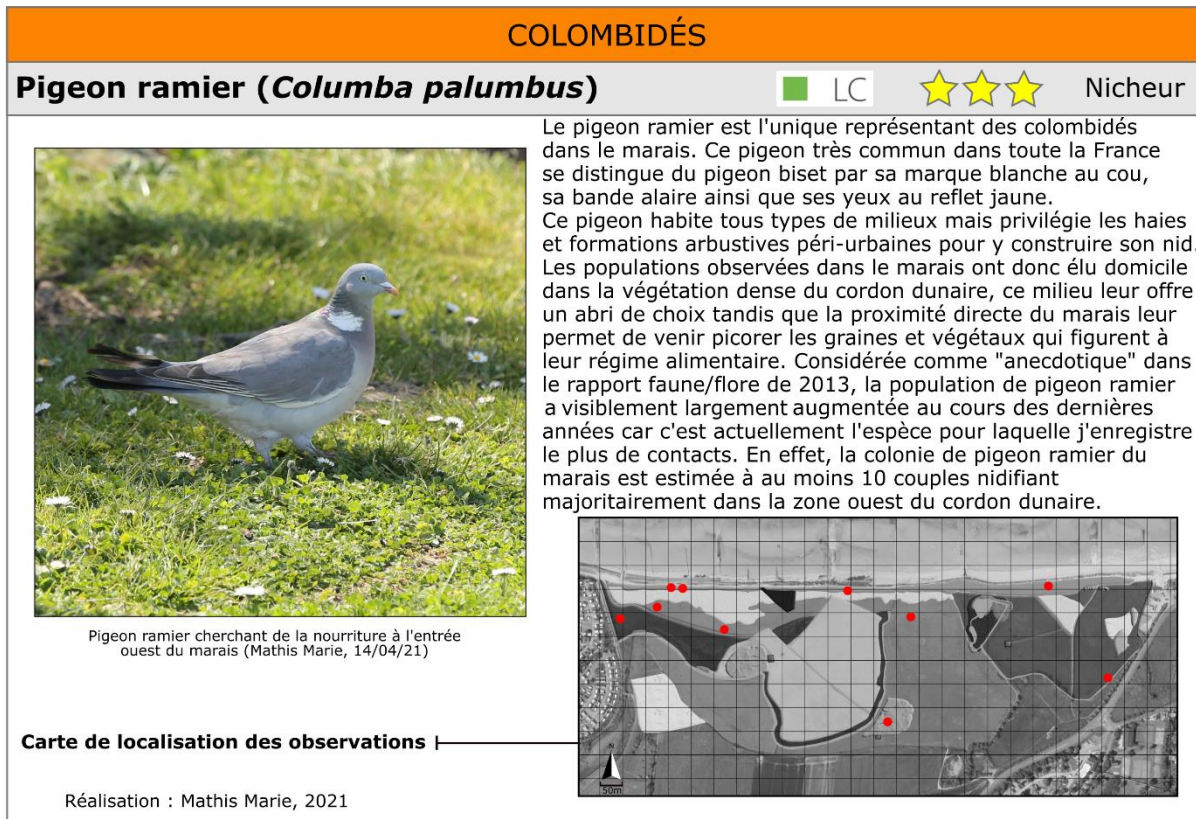 COLOMBIDÉS
Pigeon ramier (Columba palumbus) LC Nicheur
Le pigeon ramier est l'unique représentant des colombidés
dans le marais. Ce pigeon très commun dans toute la France
se distingue du pigeon biset par sa marque blanche au cou,
sa bande alaire ainsi que ses yeux au reflet jaune.
Ce pigeon habite tous types de milieux mais privilégie les haies
et formations arbustives péri-urbaines pour y construire son nid.
Les populations observées dans le marais ont donc élu domicile
dans la végétation dense du cordon dunaire, ce milieu leur offre
un abri de choix tandis que la proximité directe du marais leur
permet de venir picorer les graines et végétaux qui figurent à
leur régime alimentaire. Considérée comme "anecdotique" dans
le rapport faune/flore de 2013, la population de pigeon ramier
a visiblement largement augmentée au cours des dernières
années car c'est actuellement l'espèce pour laquelle j'enregistre
le plus de contacts. En effet, la colonie de pigeon ramier du
marais est estimée à au moins 10 couples nidifiant
majoritairement dans la zone ouest du cordon dunaire.
Pigeon ramier cherchant de la nourriture à l'entrée
ouest du marais (Mathis Marie, 14/04/21)
Carte de localisation des observations
N
50m
Réalisation : Mathis Marie, 2021